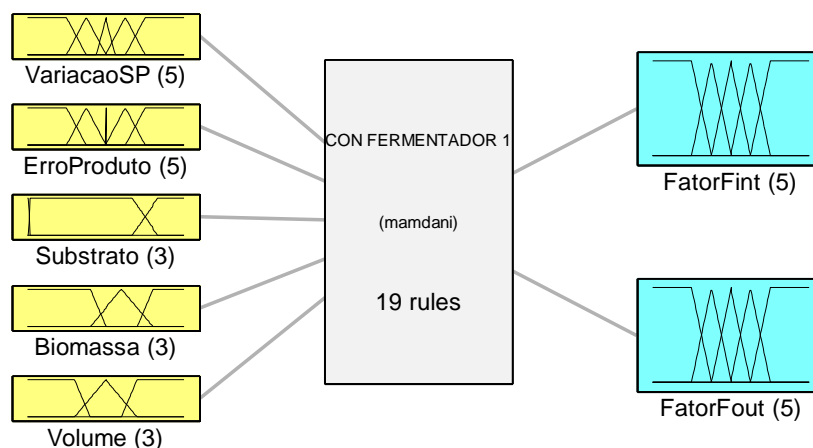 VariacaoSP (5)
ErroProduto (5)
Substrato (3)
Biomassa (3)
Volume (3)
CON FERMENTADOR 1
(mamdani)
19 rules
FatorFint (5)
FatorFout (5)